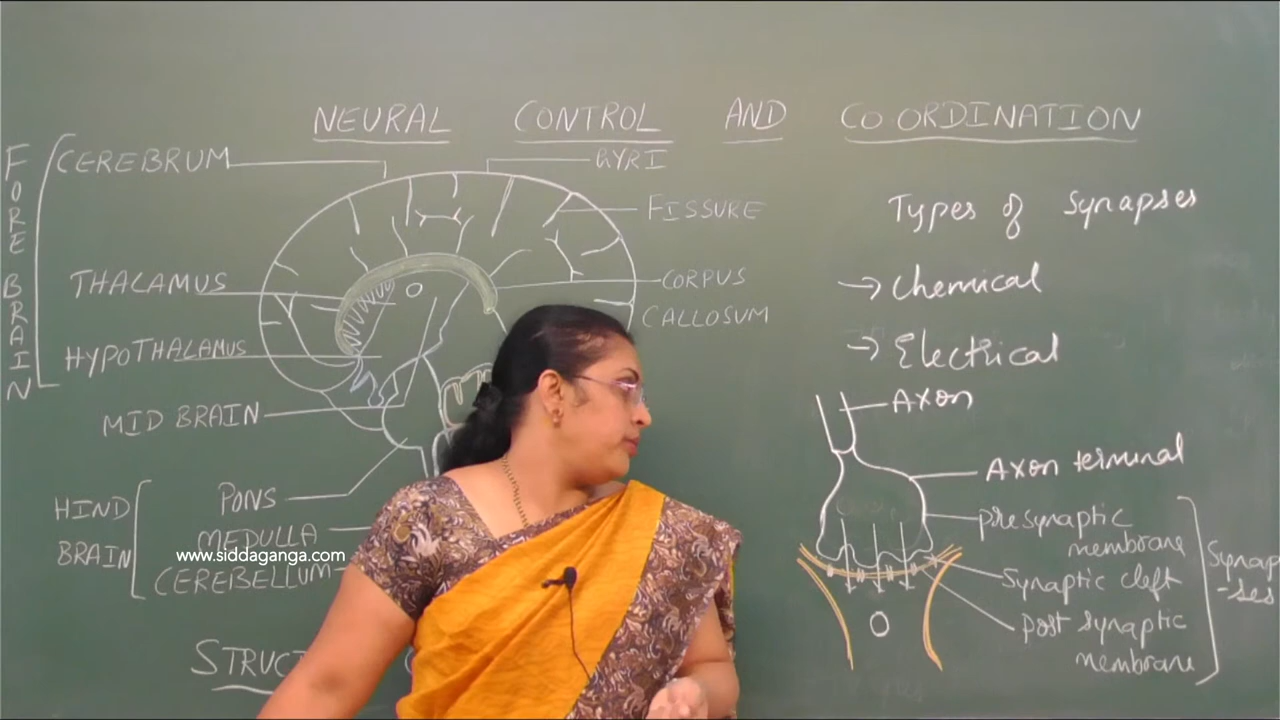 NEURAL CONTROL AND CO-ORDINATION
FORE BRAIN
CEREBRUM
GYRI
FISSURE
THALAMUS
CORPUS
CALLOSUM
HYPOTHALAMUS
MID BRAIN
HIND
BRAIN
PONS
MEDULLA
www.siddaganga.com
CEREBELLUM
Types of Synapses
→ Chemical
→ Electrical
Axon
Axon terminal
presynaptic
membrane
Synaptic cleft
post synaptic
membrane
Synap
-ses